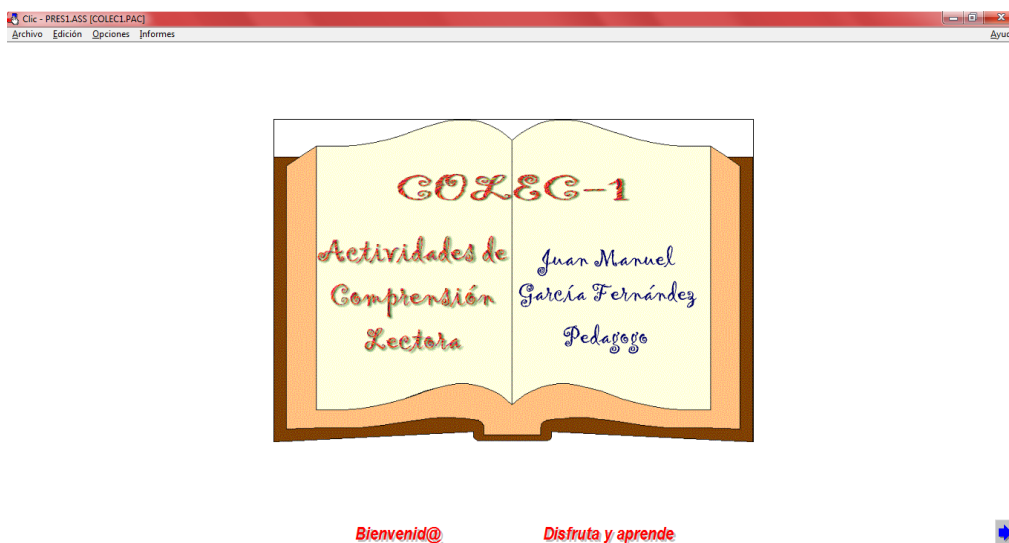 Clic - PRES1.ASS [COLEC1.PAC]
Archivo Edición Opciones Informes
COLEC-1
Actividades de
Comprensión
Lectora
Juan Manuel
García Fernández
Pedagogo
Bienvenid@ Disfruta y aprende